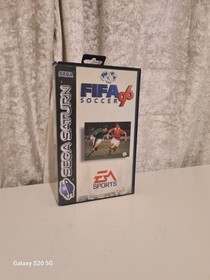 SEGA
FIFA
SOCCER 96
SEGA SATURN
EA
SPORTS
Galaxy S20 5G